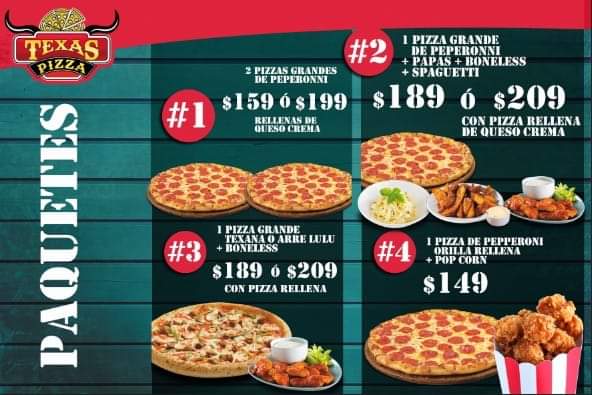 TEXAS
PIZZA
PAQUETES
#1
2 PIZZAS GRANDES
DE PEPERONNI
$159 ó $199
RELLENAS DE
QUESO CREMA
#2
1 PIZZA GRANDE
DE PEPERONNI
+ PAPAS + BONELESS
+ SPAGUETTI
$189 ó $209
CON PIZZA RELLENA
DE QUESO CREMA
#3
1 PIZZA GRANDE
TEXANA O ARRE LULU
+ BONELESS
$189 ó $209
CON PIZZA RELLENA
#4
1 PIZZA DE PEPPERONI
ORILLA RELLENA
+ POP CORN
$149